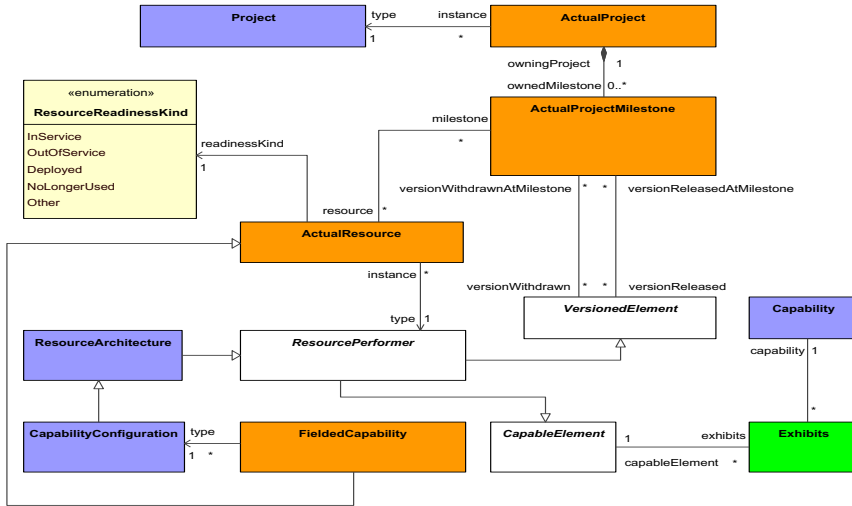 Project
type
1
instance
*
ActualProject
owningProject 1
ownedMilestone 0..*
«enumeration»
ResourceReadinessKind
InService
OutOfService
Deployed
NoLongerUsed
Other
readinessKind
1
milestone
*
ActualProjectMilestone
versionWithdrawnAtMilestone * * versionReleasedAtMilestone
resource *
ActualResource
instance *
type 1
versionWithdrawn * * versionReleased
VersionedElement
Capability
capability 1
*
ResourceArchitecture
ResourcePerformer
CapabilityConfiguration
type
1 *
FieldedCapability
CapableElement
1
capableElement
exhibits
*
Exhibits